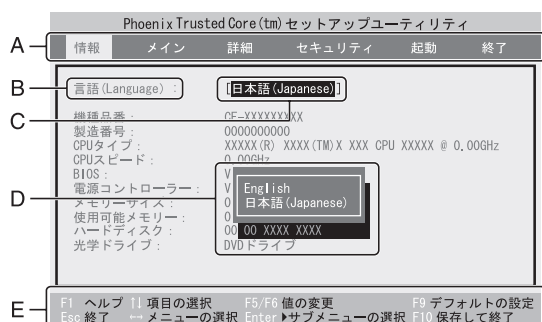 Phoenix Trusted Core(tm)セットアップユーティリティ
A 情報 メイン 詳細 セキュリティ 起動 終了
B 言語(Language) : [日本語(Japanese)]
C
機種品番 : CF-XXXXXXXX
製造番号 : 0000000000
CPUタイプ : XXXXX(R) XXXX(TM)X XXX CPU XXXXX @ 0.00GHz
CPUスピード : 0.00GHz
BIOS : V
電源コントローラー : V
D English
日本語(Japanese)
メモリーサイズ : 0
使用可能メモリー : 0
ハードディスク : 00 00 XXXX XXXX
光学ドライブ : DVDドライブ
E F1 ヘルプ ↑↓ 項目の選択 F5/F6 値の変更 F9 デフォルトの設定
Esc 終了 ←→ メニューの選択 Enter ▶サブメニューの選択 F10 保存して終了